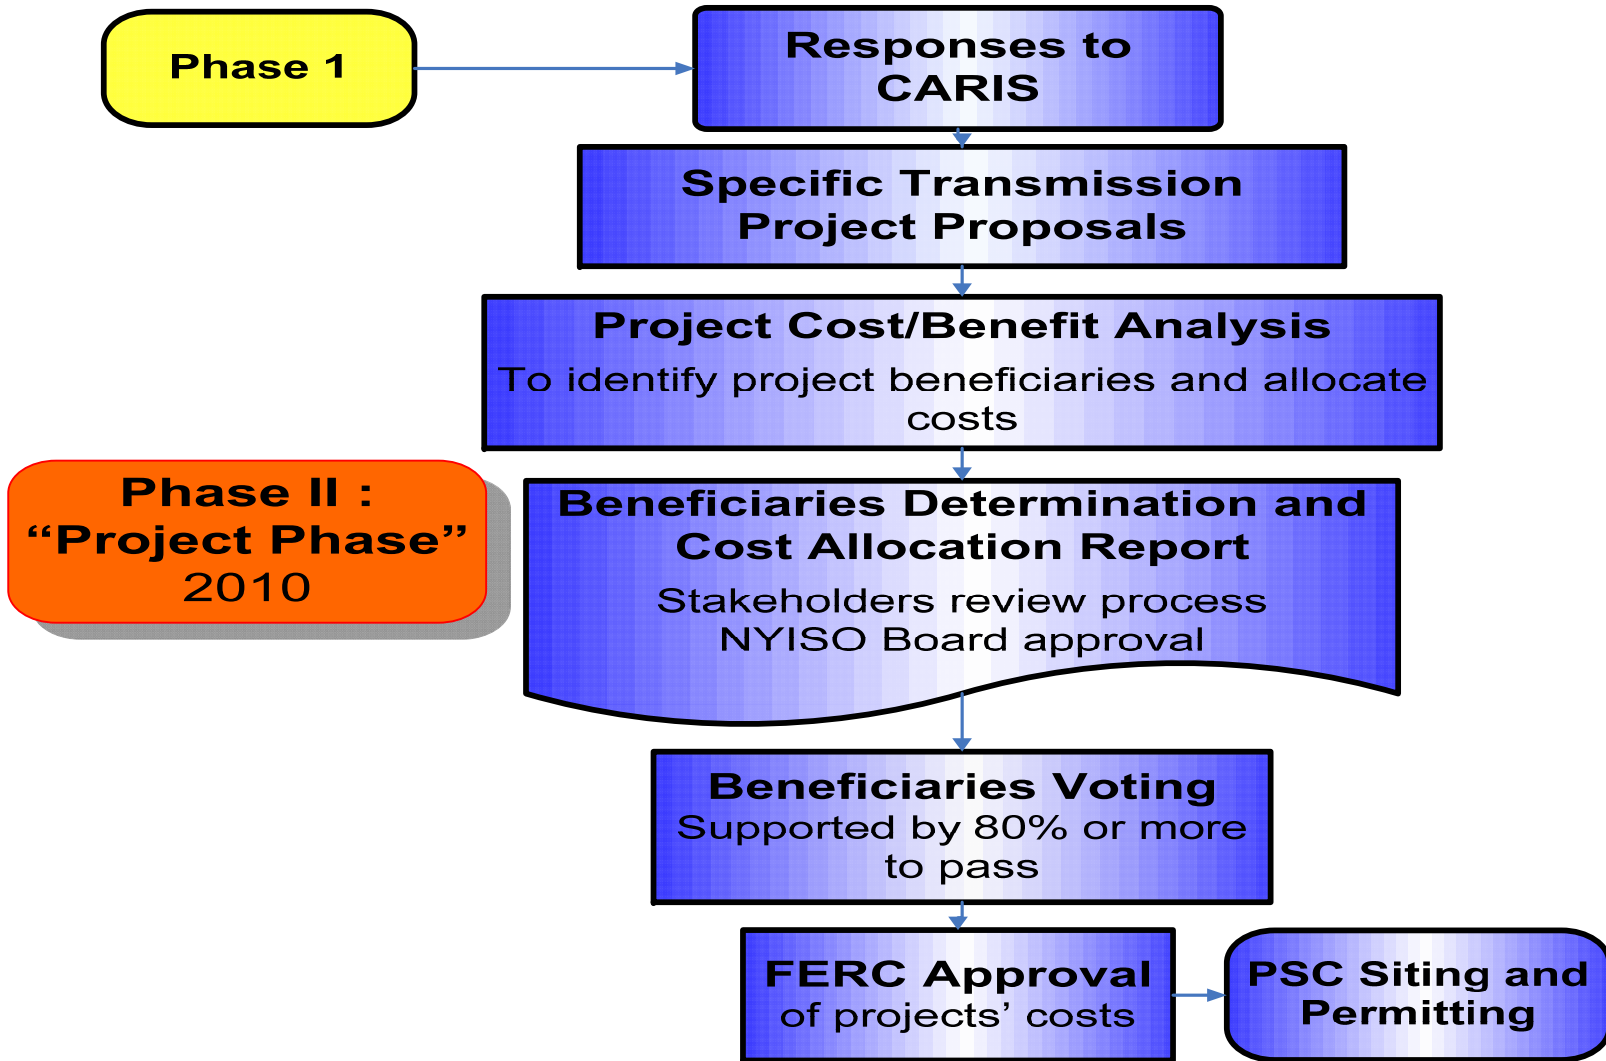 Phase 1
Responses to
CARIS
Specific Transmission
Project Proposals
Project Cost/Benefit Analysis
To identify project beneficiaries and allocate
costs
Phase II :
“Project Phase”
2010
Beneficiaries Determination and
Cost Allocation Report
Stakeholders review process
NYISO Board approval
Beneficiaries Voting
Supported by 80% or more
to pass
FERC Approval
of projects’ costs
PSC Siting and
Permitting